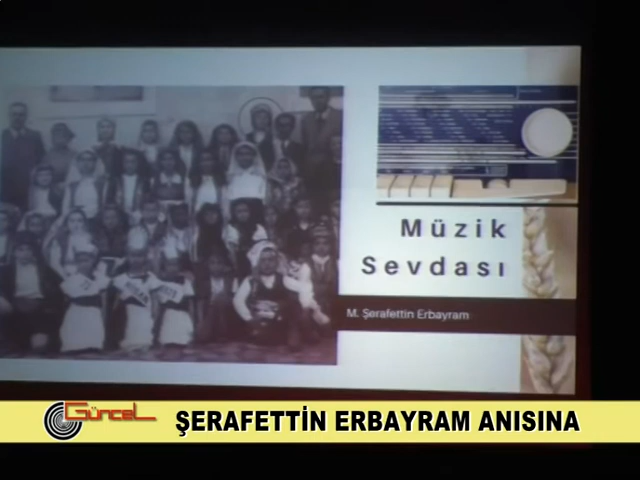 Müzik
Sevdası
M. Şerafettin Erbayram
GÜNCEL
ŞERAFETTİN ERBAYRAM ANISINA